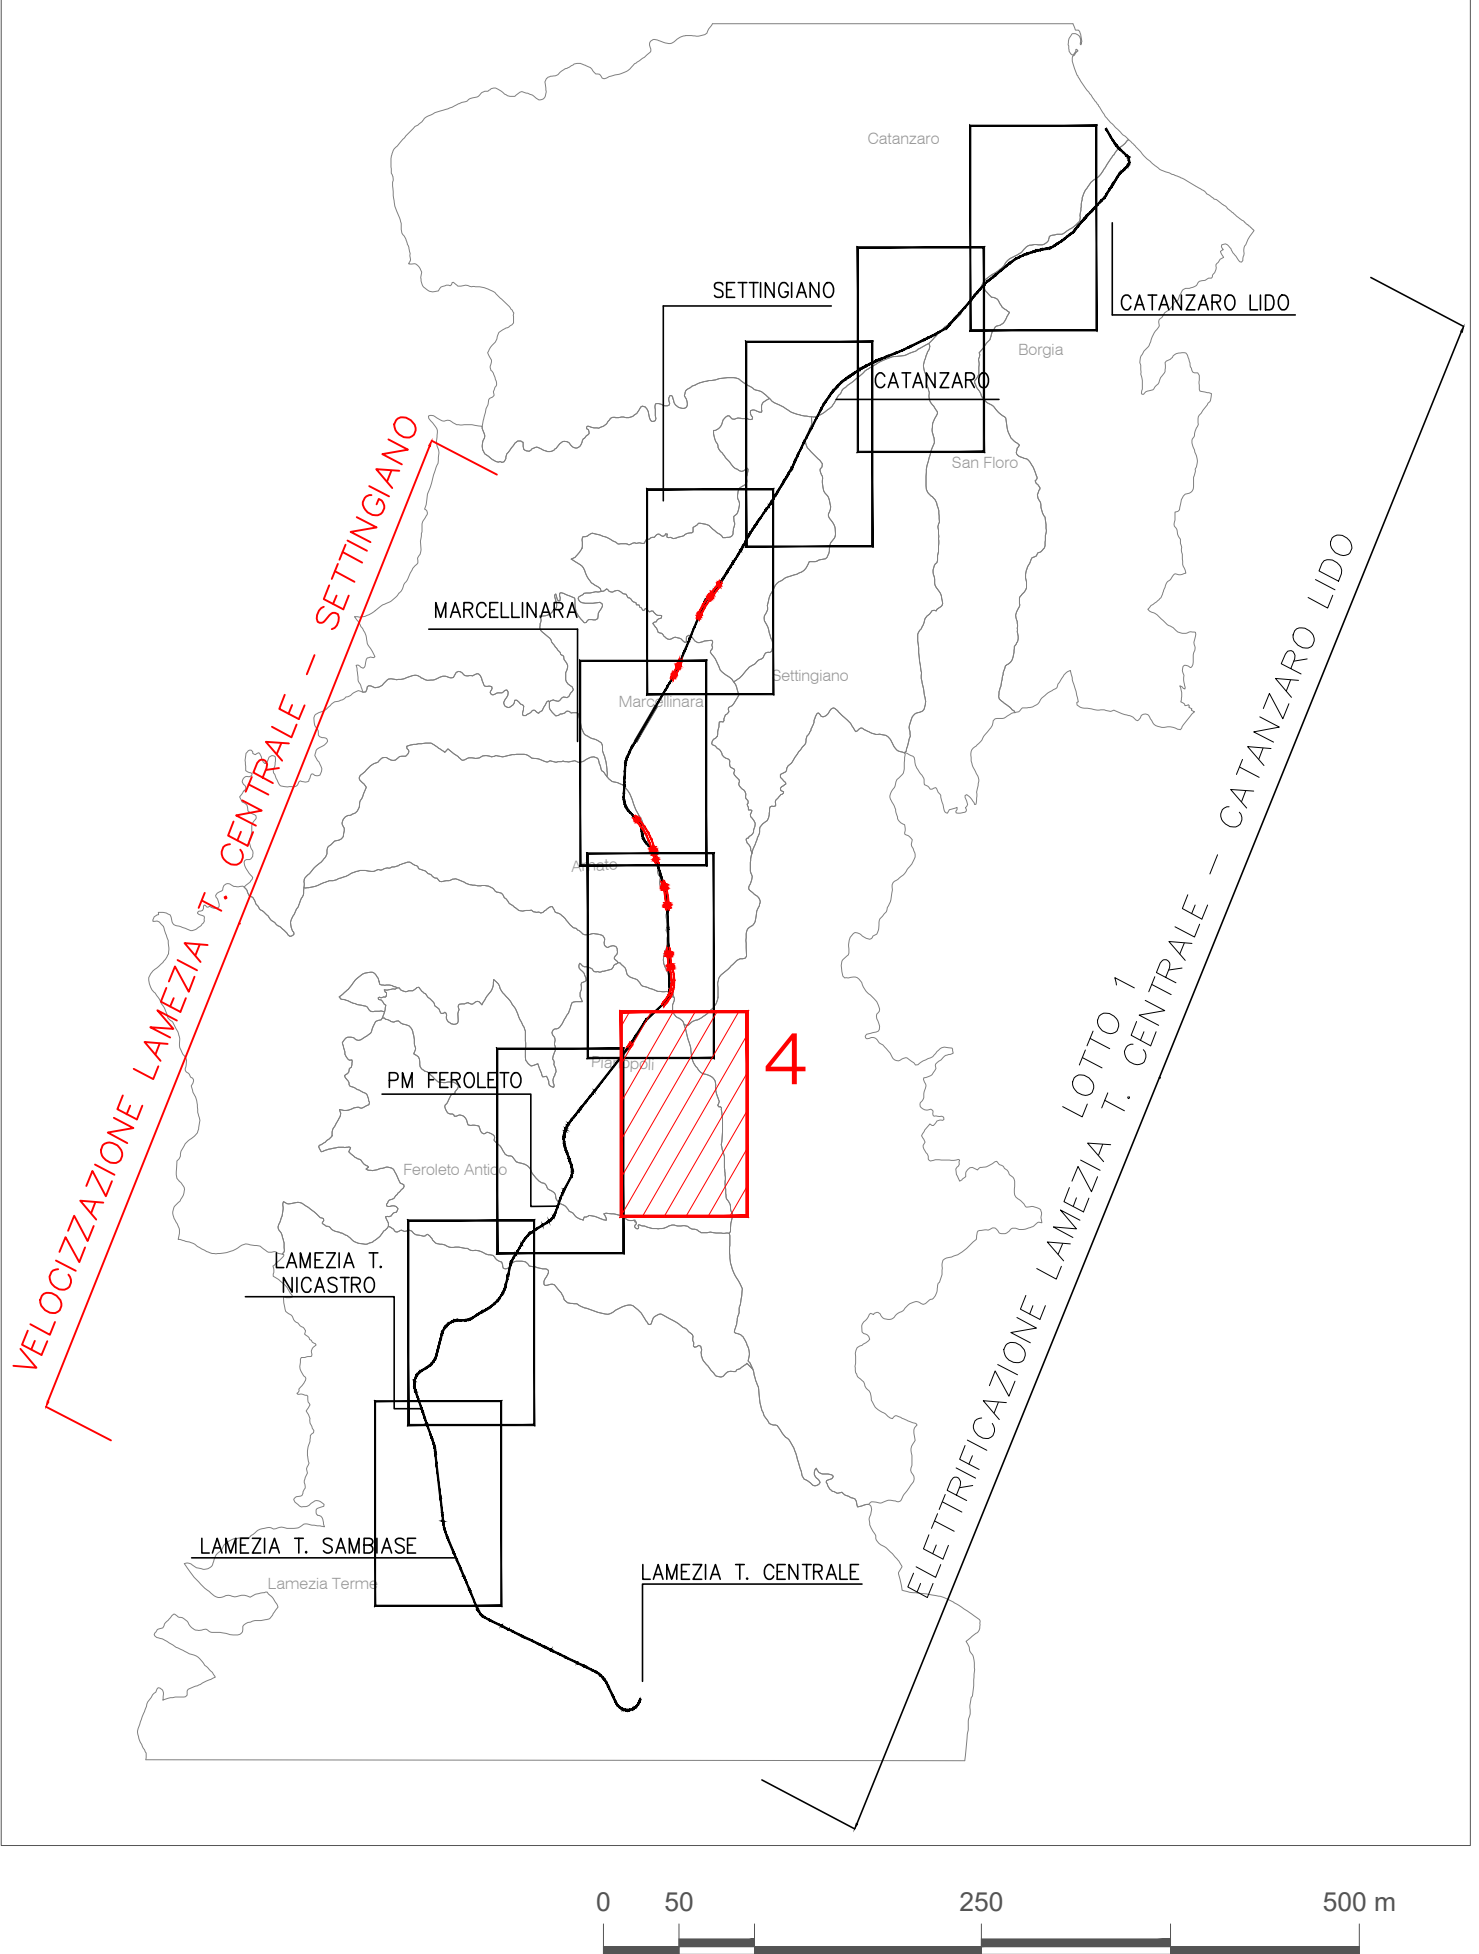 Catanzaro
SETTINGIANO
CATANZARO LIDO
Borgia
CATANZARO
San Floro
VELOCIZZAZIONE LAMEZIA T. CENTRALE - SETTINGIANO
MARCELLINARA
Settingiano
Marcellinara
Amato
4
Pianopoli
PM FEROLETO
Feroleto Antico
LOTTO 1
ELETTRIFICAZIONE LAMEZIA T. CENTRALE - CATANZARO LIDO
LAMEZIA T.
NICASTRO
LAMEZIA T. SAMBIASE
Lamezia Terme
LAMEZIA T. CENTRALE
0 50 250 500 m